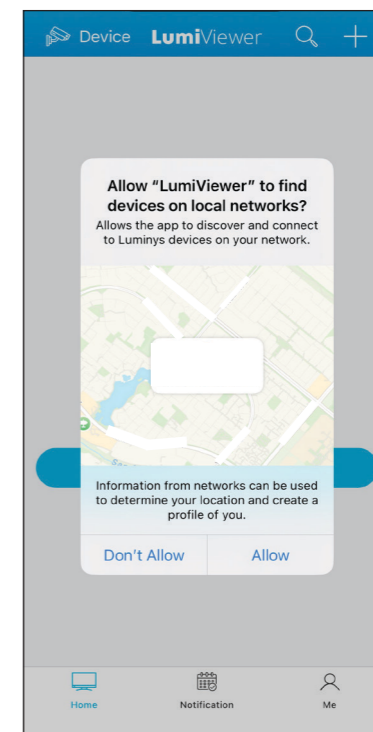 Device LumiViewer
Allow “LumiViewer” to find
devices on local networks?
Allows the app to discover and connect
to Luminys devices on your network.
Information from networks can be used
to determine your location and create a
profile of you.
Don’t Allow Allow
Home Notification Me